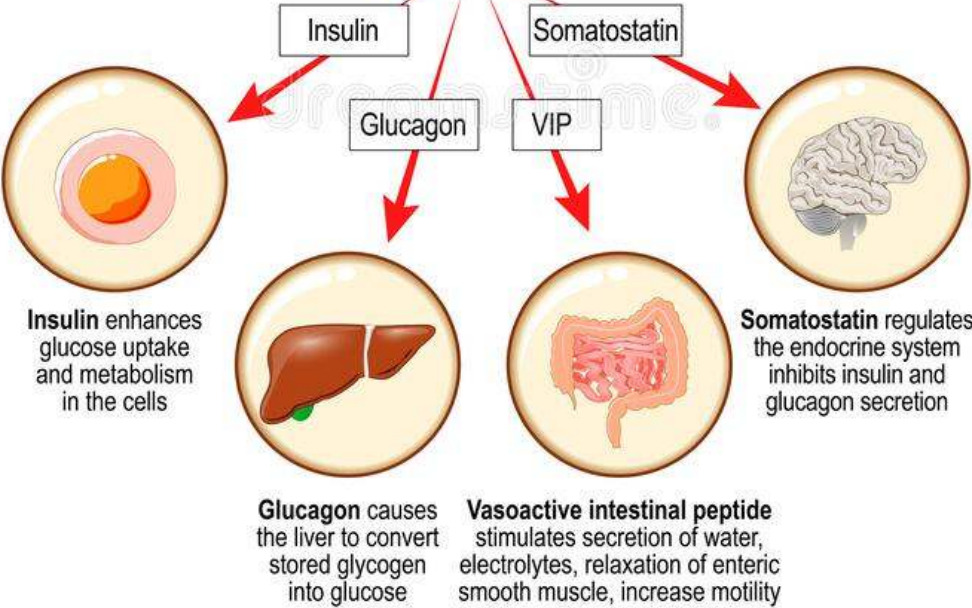 Insulin
Somatostatin
Glucagon
VIP
dreamstime.
Insulin enhances
glucose uptake
and metabolism
in the cells
Somatostatin regulates
the endocrine system
inhibits insulin and
glucagon secretion
Glucagon causes
the liver to convert
stored glycogen
into glucose
Vasoactive intestinal peptide
stimulates secretion of water,
electrolytes, relaxation of enteric
smooth muscle, increase motility